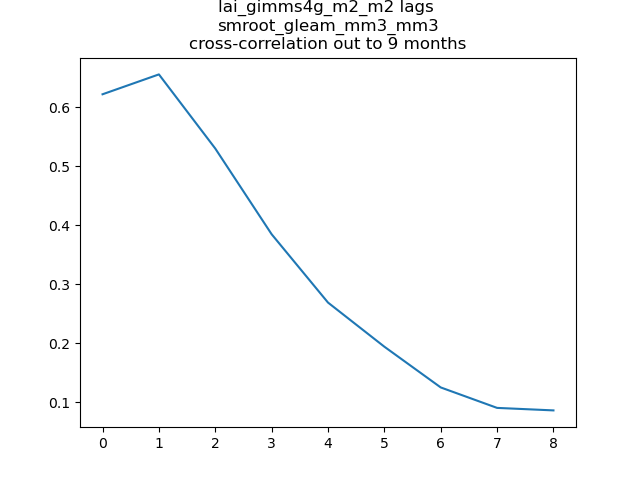 lai_gimms4g_m2_m2 lags
smroot_gleam_mm3_mm3
cross-correlation out to 9 months
0.6
0.5
0.4
0.3
0.2
0.1
0 1 2 3 4 5 6 7 8